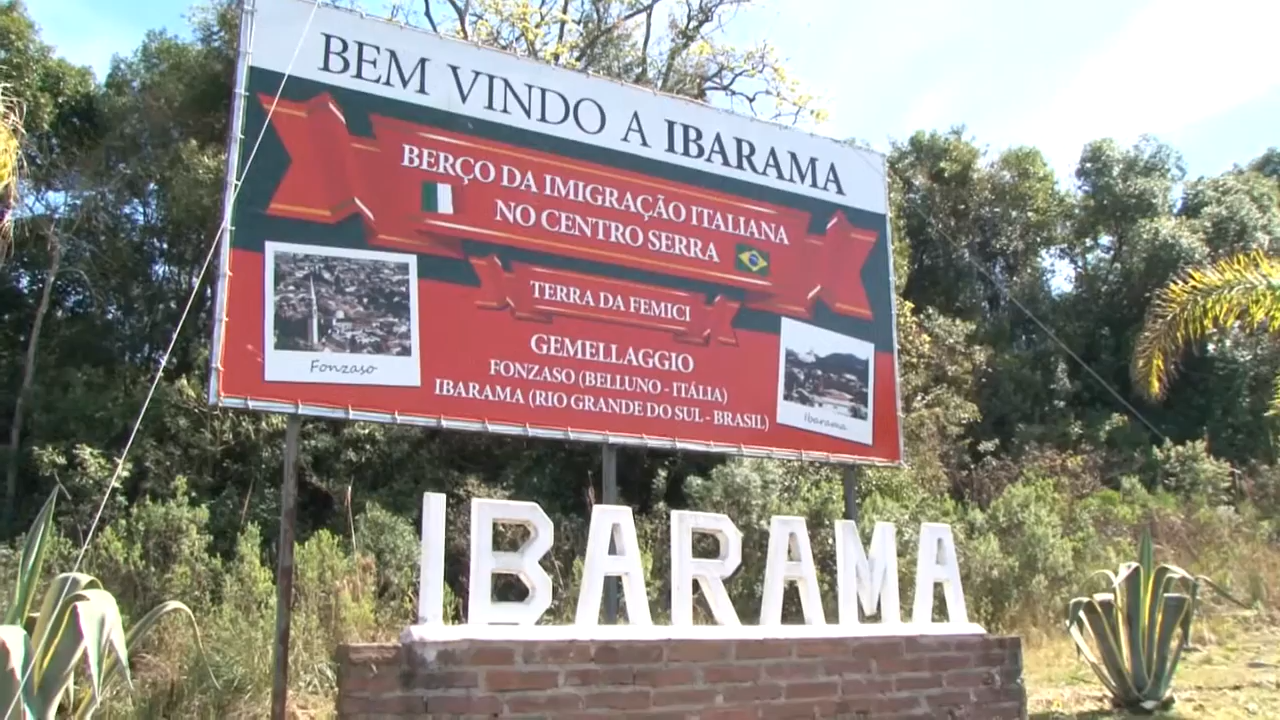 BEM VINDO A IBARAMA
BERÇO DA IMIGRAÇÃO ITALIANA
NO CENTRO SERRA
TERRA DA FEMICI
GEMELLAGGIO
FONZASO (BELLUNO - ITÁLIA)
IBARAMA (RIO GRANDE DO SUL - BRASIL)
Fonzaso
Ibarama
IBARAMA